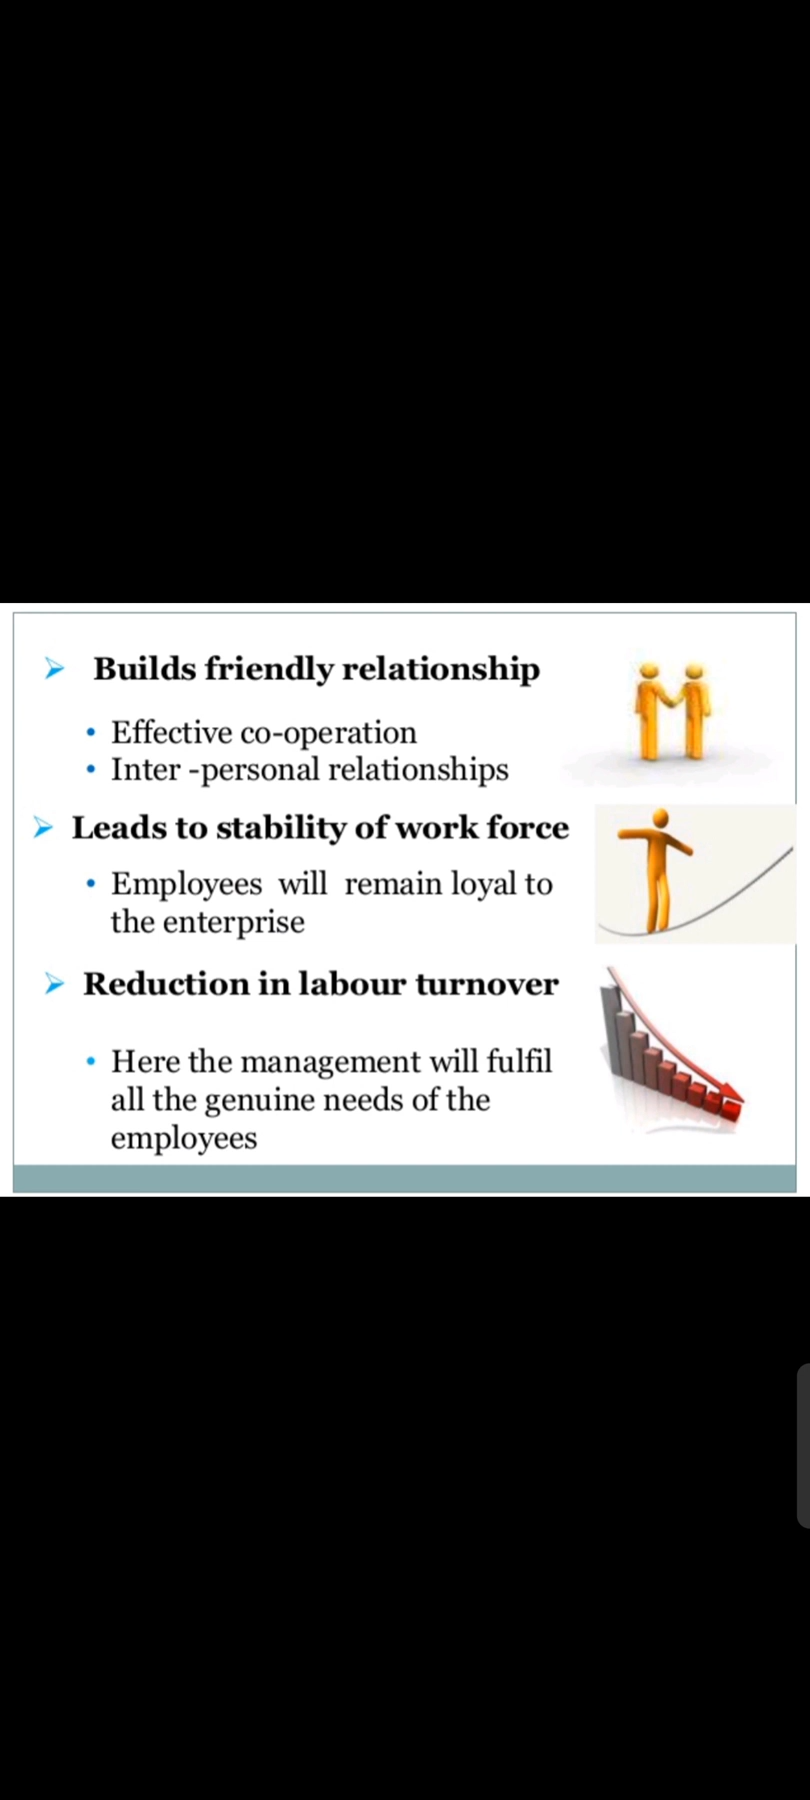 Builds friendly relationship
Effective co-operation
Inter -personal relationships
Leads to stability of work force
Employees will remain loyal to
the enterprise
Reduction in labour turnover
Here the management will fulfil
all the genuine needs of the
employees